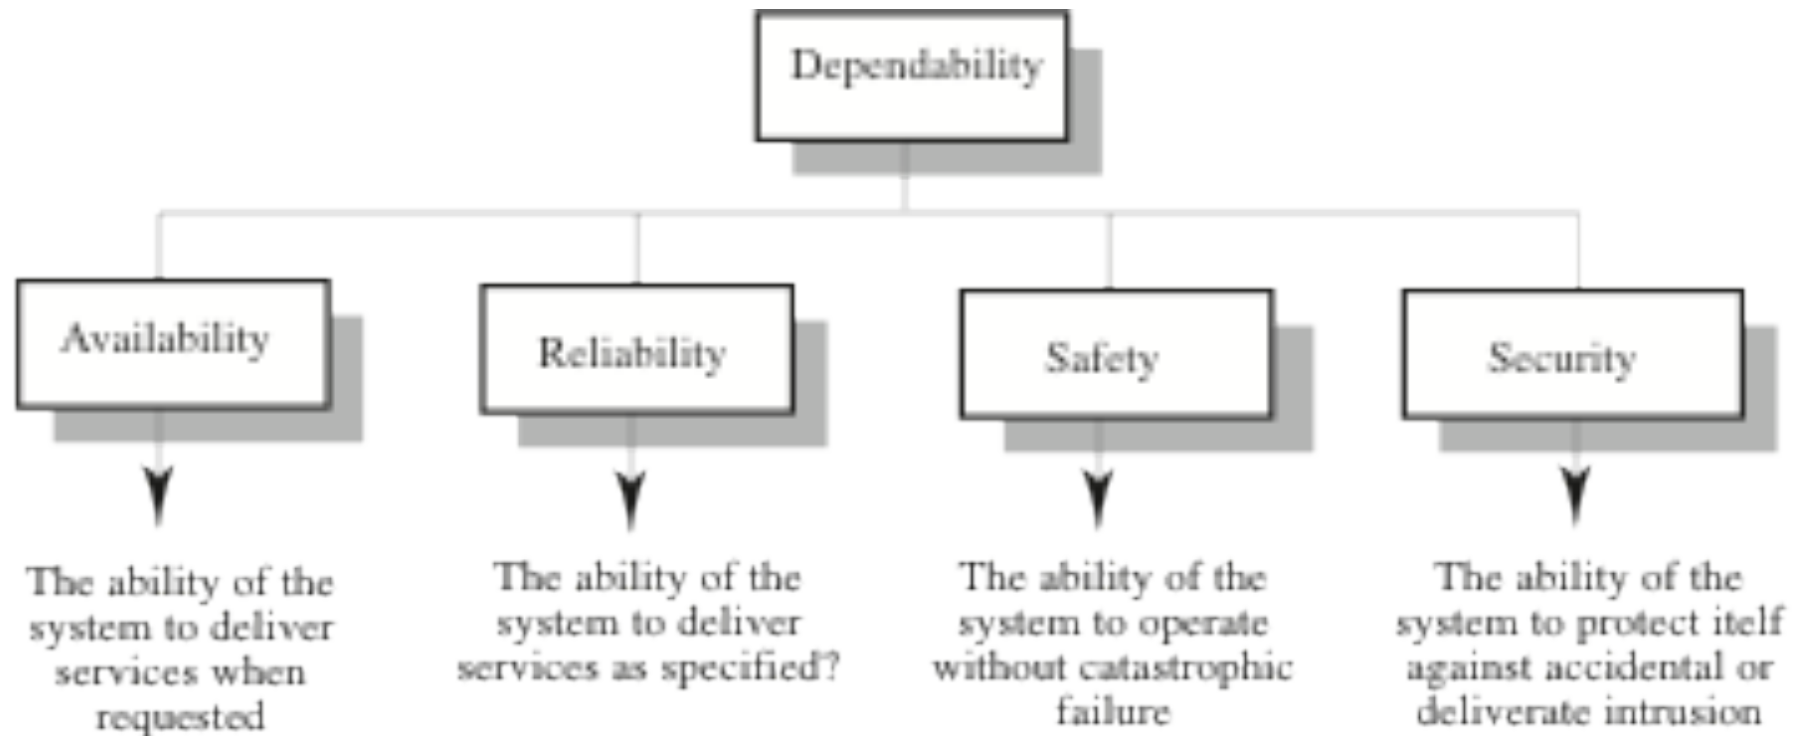 Dependability
Availability
Reliability
Safety
Security
The ability of the
system to deliver
services when
requested
The ability of the
system to deliver
services as specified?
The ability of the
system to operate
without catastrophic
failure
The ability of the
system to protect itelf
against accidental or
deliverate intrusion